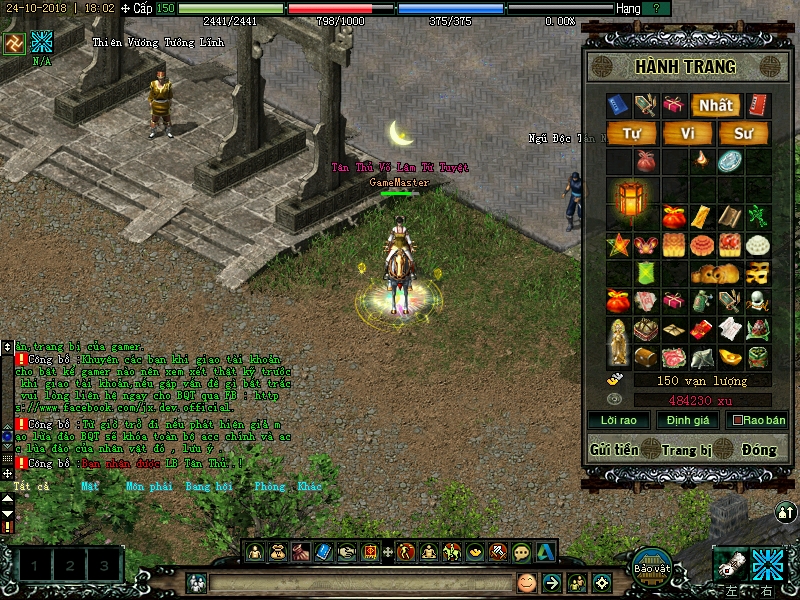 24-10-2018 | 18:02 Cấp 150
Hạng ?
2441/2441 798/1000 375/375 0.00%
N/A
Thiên Vương Tướng Lĩnh
HÀNH TRANG
Nhất
Tự Vi Sư
Ngũ Độc Tân
Tân Thủ Võ Lâm Tứ Tuyệt
GameMaster
ản,trang bị của gamer.
Công bố :Khuyên các bạn khi giao tài khoản
cho bất kể gamer nào nên xem xét thật kỹ trước
khi giao tài khoản,nếu gặp vấn đề gì bất trắc
vui lòng liên hệ ngay cho BQT qua FB : http
s://www.facebook.com/jx.dev.official.
Công bố :Từ giờ trở đi nếu phát hiện giả m
ạo lừa đảo BQT sẽ khóa toàn bộ acc chính và ac
c lừa đảo của nhân vật đó , lưu ý .
Công bố :Bạn nhận được LB Tân Thủ.!
Tất cả Mật Môn phái Bang hội Phòng Khác
150 vạn lượng
484230 xu
Lời rao Định giá Rao bán
Gửi tiền Trang bị Đóng
1 2 3
Bảo vật
左 右